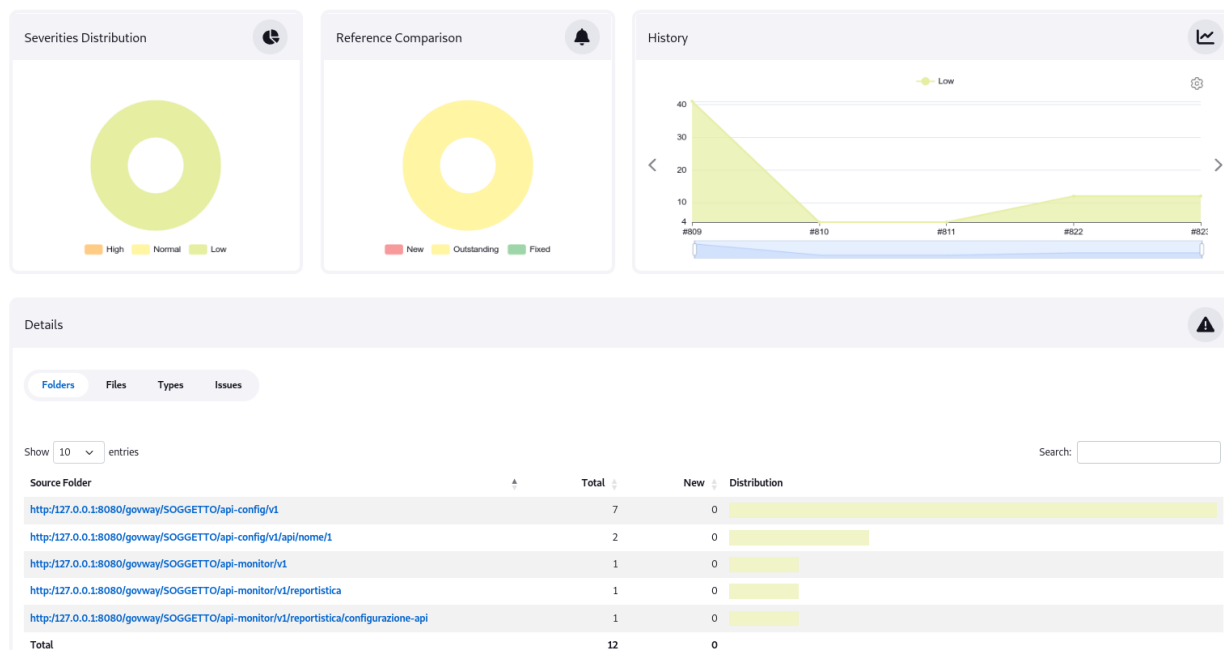 Severities Distribution
Reference Comparison
History
High Normal Low
New Outstanding Fixed
Low
40
30
20
10
4
#809 #810 #811 #822 #823
Details
Folders Files Types Issues
Show 10 entries
Search:
Source Folder Total New Distribution
http:/127.0.0.1:8080/govway/SOGGETTO/api-config/v1 7 0
http:/127.0.0.1:8080/govway/SOGGETTO/api-config/v1/api/nome/1 2 0
http:/127.0.0.1:8080/govway/SOGGETTO/api-monitor/v1 1 0
http:/127.0.0.1:8080/govway/SOGGETTO/api-monitor/v1/reportistica 1 0
http:/127.0.0.1:8080/govway/SOGGETTO/api-monitor/v1/reportistica/configurazione-api 1 0
Total 12 0